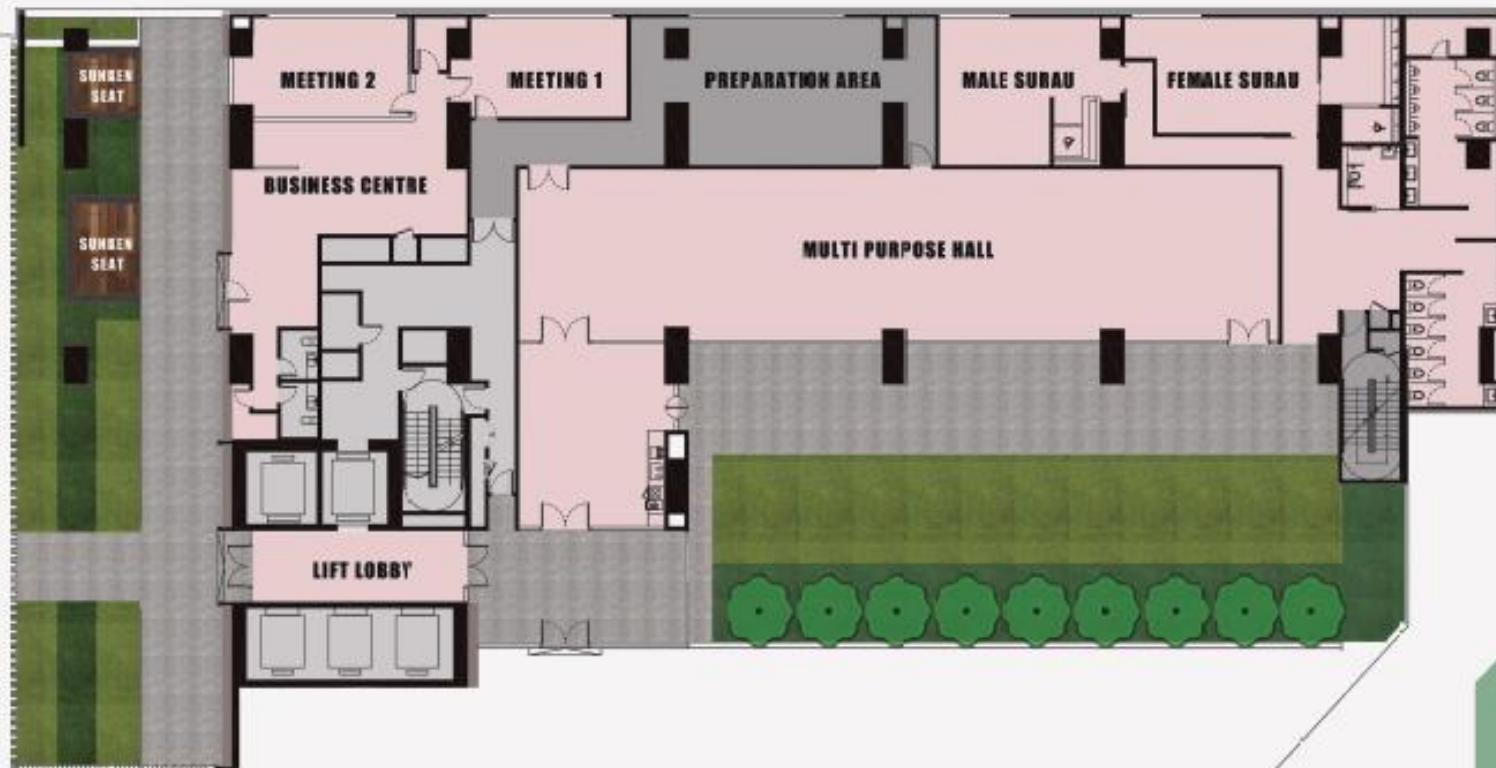 SUNKEN
SEAT
MEETING 2
MEETING 1
PREPARATION AREA
MALE SURAU
FEMALE SURAU
BUSINESS CENTRE
SUNKEN
SEAT
MULTI PURPOSE HALL
LIFT LOBBY